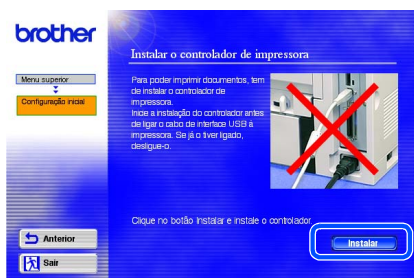 brother
Instalar o controlador de impressora
Menu superior
Configuração inicial
Para poder imprimir documentos, tem
de instalar o controlador de
impressora.
Inicie a instalação do controlador antes
de ligar o cabo de interface USB à
impressora. Se já o tiver ligado,
desligue-o.
Clique no botão Instalar e instale o controlador.
Instalar
Anterior
Sair